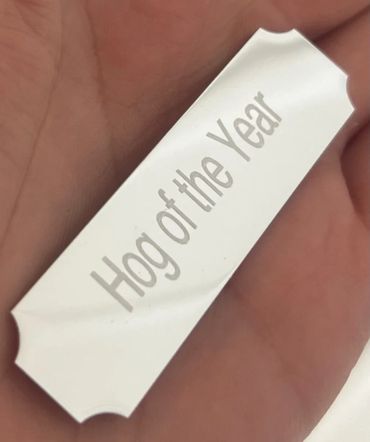 Hog of the Year